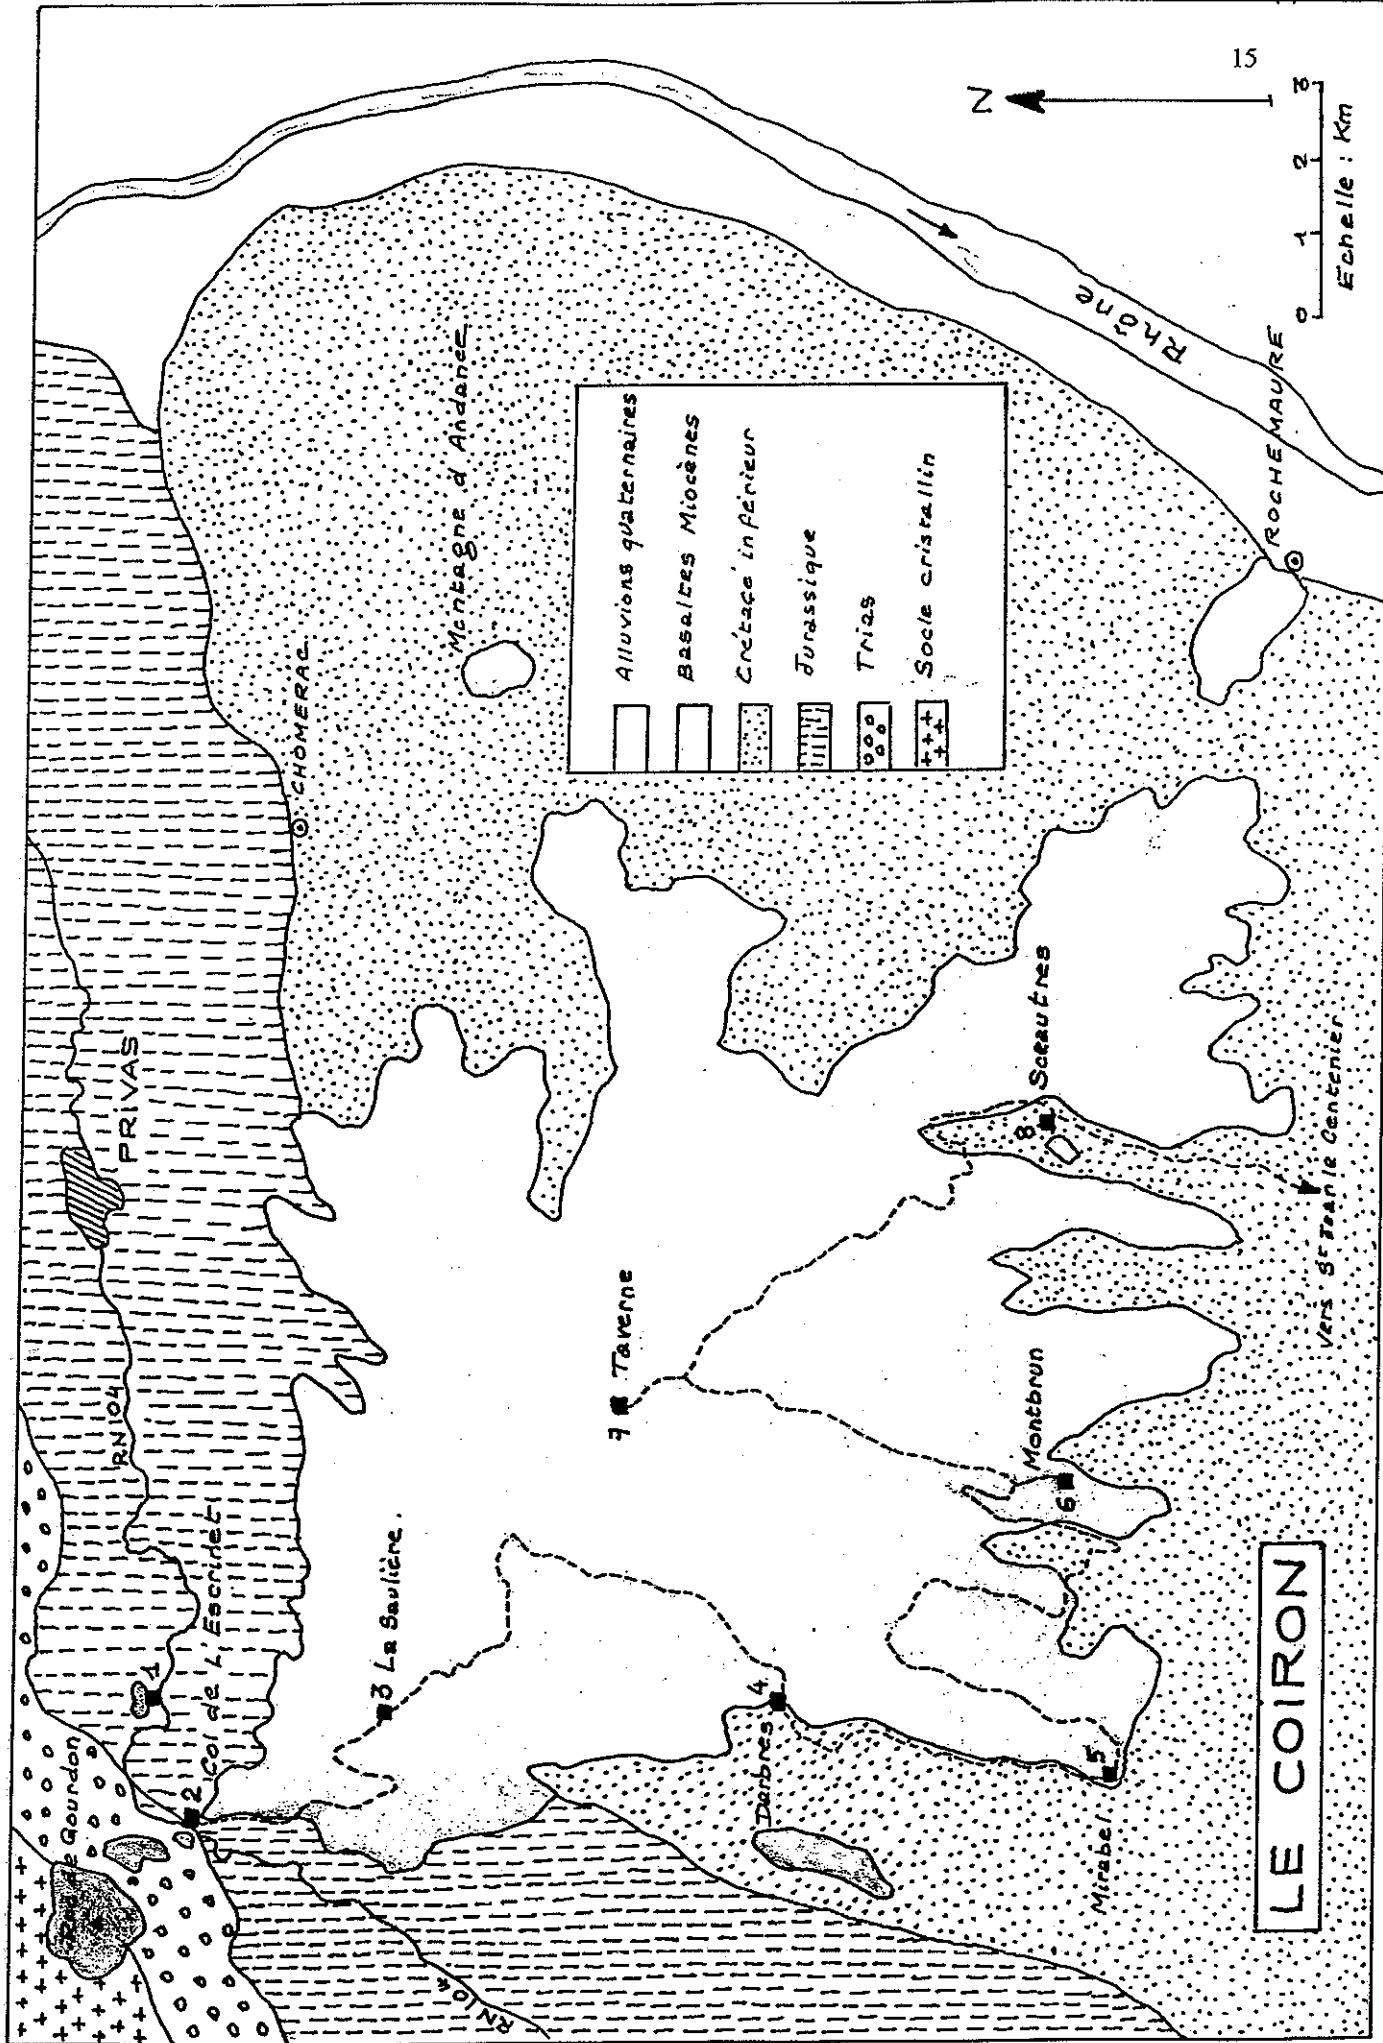 15
N
0 1 2 3
Echelle : Km
Rhône
ROCHEMAURE
Montagne d'Andance
CHOMERAC
Alluvions quaternaires
Basaltes Miocènes
Crétacé inférieur
Jurassique
Trias
Socle cristallin
PRIVAS
RN104
Col de L'Escrinet
1
2
3 La Saulière.
Darbres 4
Mirabel 5
6 Montbrun
7 Taverne
8 Sceautres
Vers St Jean le Centenier
de Gourdon
RN104
LE COIRON